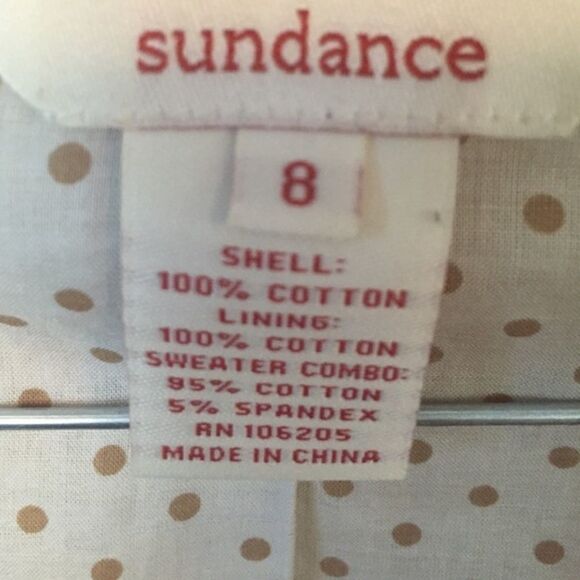 sundance
8
SHELL:
100% COTTON
LINING:
100% COTTON
SWEATER COMBO:
95% COTTON
5% SPANDEX
RN 106205
MADE IN CHINA